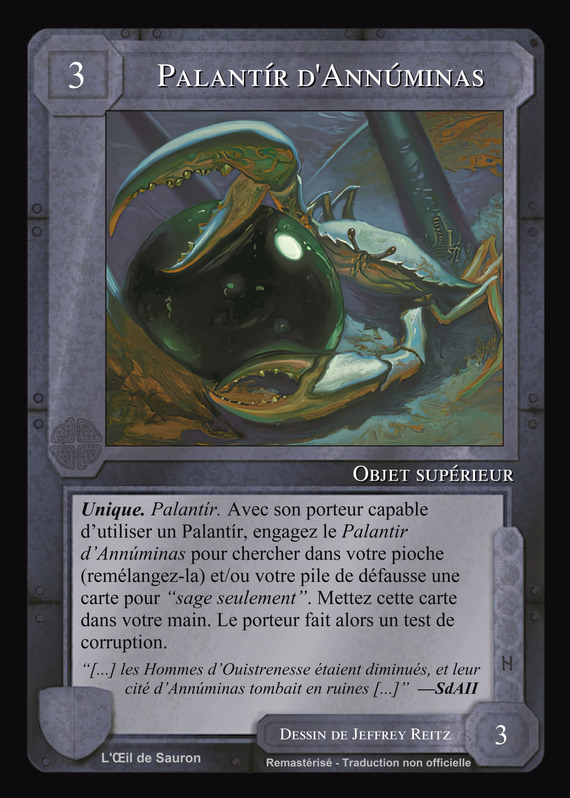 3
PALANTÍR D'ANNÚMINAS
OBJET SUPÉRIEUR
Unique. Palantír. Avec son porteur capable
d’utiliser un Palantír, engagez le Palantir
d’Annúminas pour chercher dans votre pioche
(remélangez-la) et/ou votre pile de défausse une
carte pour “sage seulement”. Mettez cette carte
dans votre main. Le porteur fait alors un test de
corruption.
“[...] les Hommes d’Ouistrenesse étaient diminués, et leur
cité d’Annúminas tombait en ruines [...]” —SdAII
DESSIN DE JEFFREY REITZ
3
L'Œil de Sauron
Remastérisé - Traduction non officielle